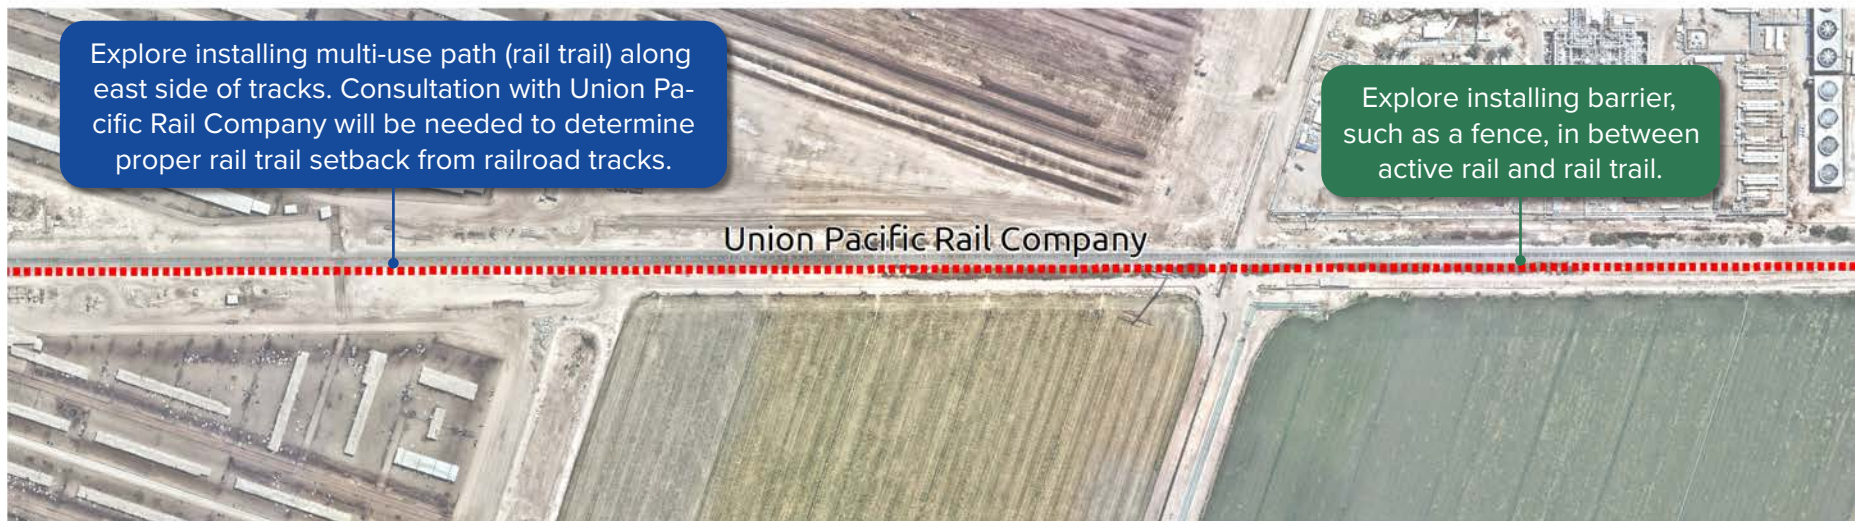 Explore installing multi-use path (rail trail) along
east side of tracks. Consultation with Union Pa-
cific Rail Company will be needed to determine
proper rail trail setback from railroad tracks.
Explore installing barrier,
such as a fence, in between
active rail and rail trail.
Union Pacific Rail Company